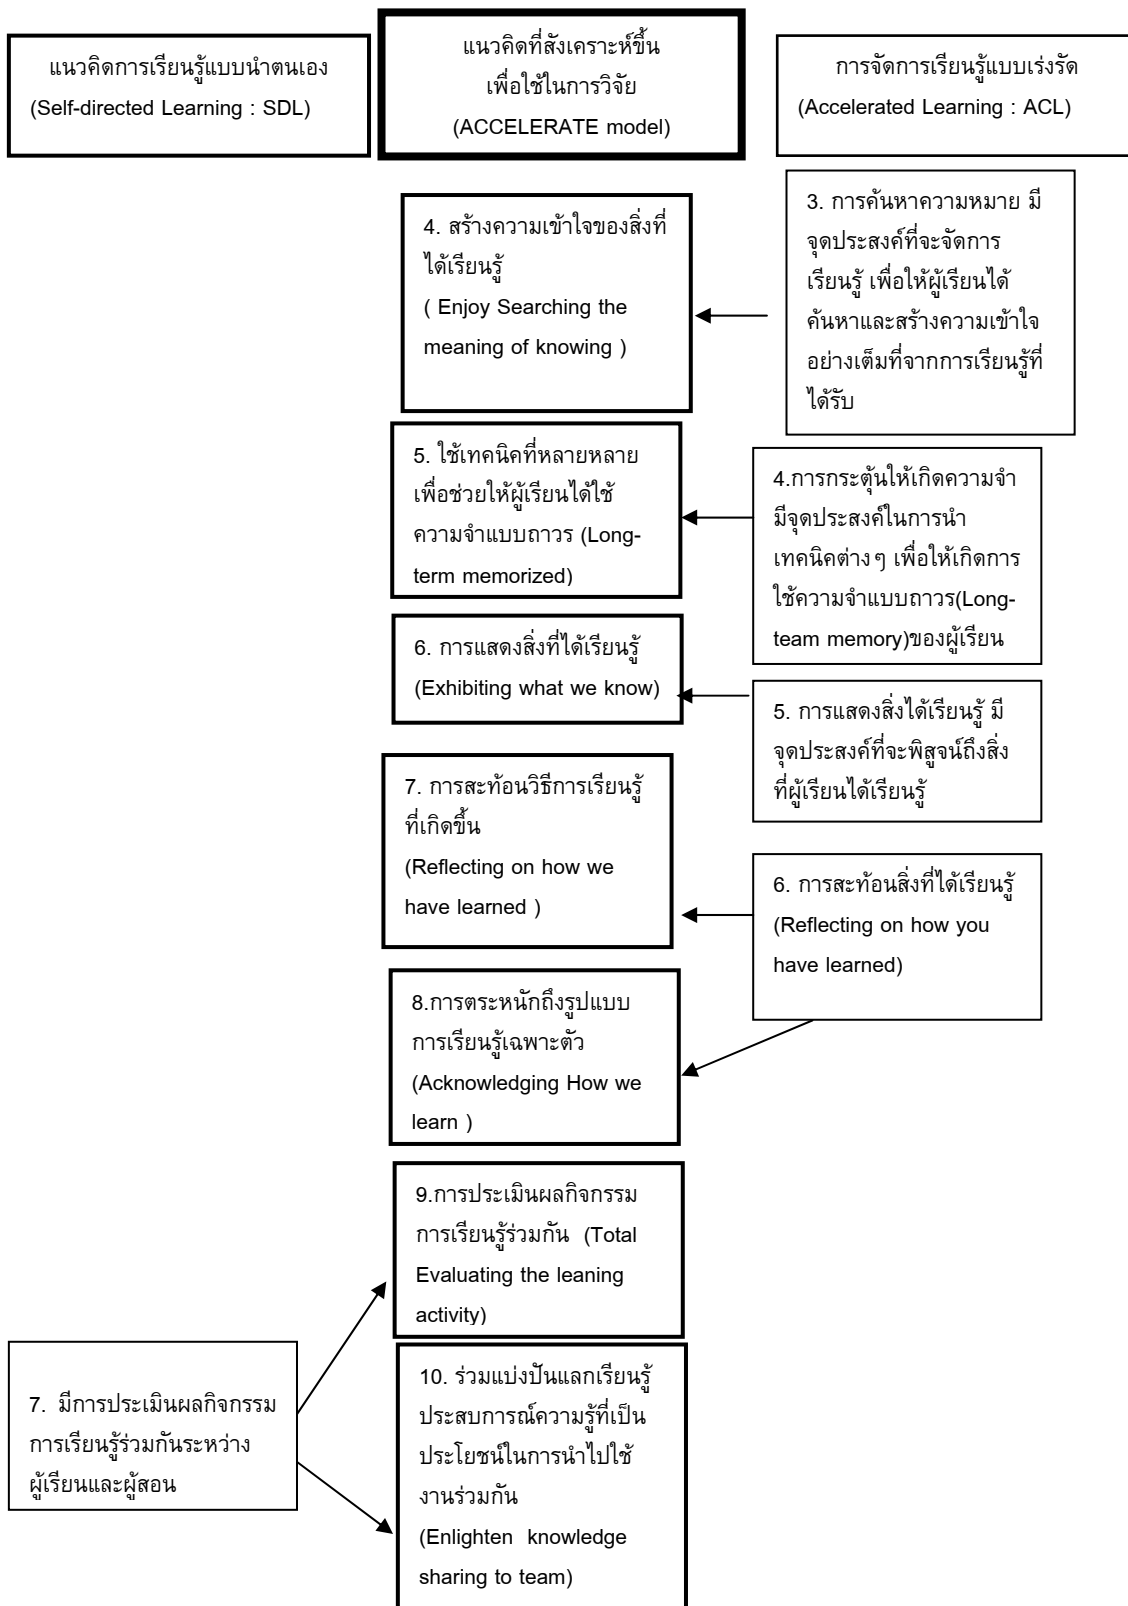 แนวคิดการเรียนรู้แบบนำตนเอง
(Self-directed Learning : SDL)
แนวคิดที่สังเคราะห์ขึ้น
เพื่อใช้ในการวิจัย
(ACCELERATE model)
การจัดการเรียนรู้แบบเร่งรัด
(Accelerated Learning : ACL)
4. สร้างความเข้าใจของสิ่งที่
ได้เรียนรู้
( Enjoy Searching the
meaning of knowing )
3. การค้นหาความหมาย มี
จุดประสงค์ที่จะจัดการ
เรียนรู้ เพื่อให้ผู้เรียนได้
ค้นหาและสร้างความเข้าใจ
อย่างเต็มที่จากการเรียนรู้ที่
ได้รับ
5. ใช้เทคนิคที่หลายหลาย
เพื่อช่วยให้ผู้เรียนได้ใช้
ความจำแบบถาวร (Long-
term memorized)
4.การกระตุ้นให้เกิดความจำ
มีจุดประสงค์ในการนำ
เทคนิคต่างๆ เพื่อให้เกิดการ
ใช้ความจำแบบถาวร(Long-
team memory)ของผู้เรียน
6. การแสดงสิ่งที่ได้เรียนรู้
(Exhibiting what we know)
5. การแสดงสิ่งได้เรียนรู้ มี
จุดประสงค์ที่จะพิสูจน์ถึงสิ่ง
ที่ผู้เรียนได้เรียนรู้
7. การสะท้อนวิธีการเรียนรู้
ที่เกิดขึ้น
(Reflecting on how we
have learned )
6. การสะท้อนสิ่งที่ได้เรียนรู้
(Reflecting on how you
have learned)
8.การตระหนักถึงรูปแบบ
การเรียนรู้เฉพาะตัว
(Acknowledging How we
learn )
9.การประเมินผลกิจกรรม
การเรียนรู้ร่วมกัน (Total
Evaluating the leaning
activity)
7. มีการประเมินผลกิจกรรม
การเรียนรู้ร่วมกันระหว่าง
ผู้เรียนและผู้สอน
10. ร่วมแบ่งปันแลกเรียนรู้
ประสบการณ์ความรู้ที่เป็น
ประโยชน์ในการนำไปใช้
งานร่วมกัน
(Enlighten knowledge
sharing to team)